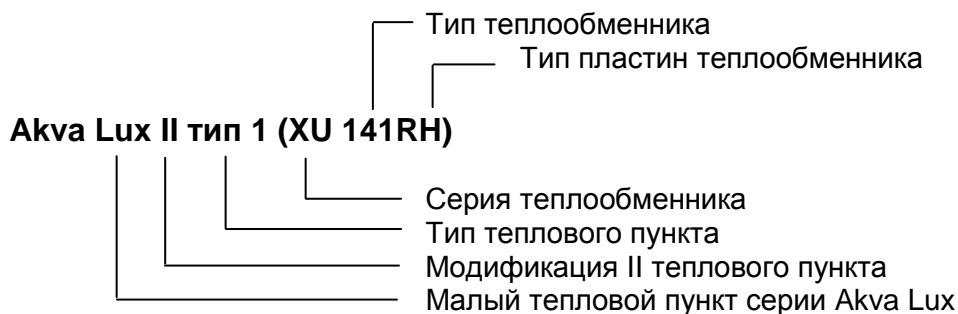 Тип теплообменника
Тип пластин теплообменника
Akva Lux II тип 1 (XU 141RH)
Серия теплообменника
Тип теплового пункта
Модификация II теплового пункта
Малый тепловой пункт серии Akva Lux